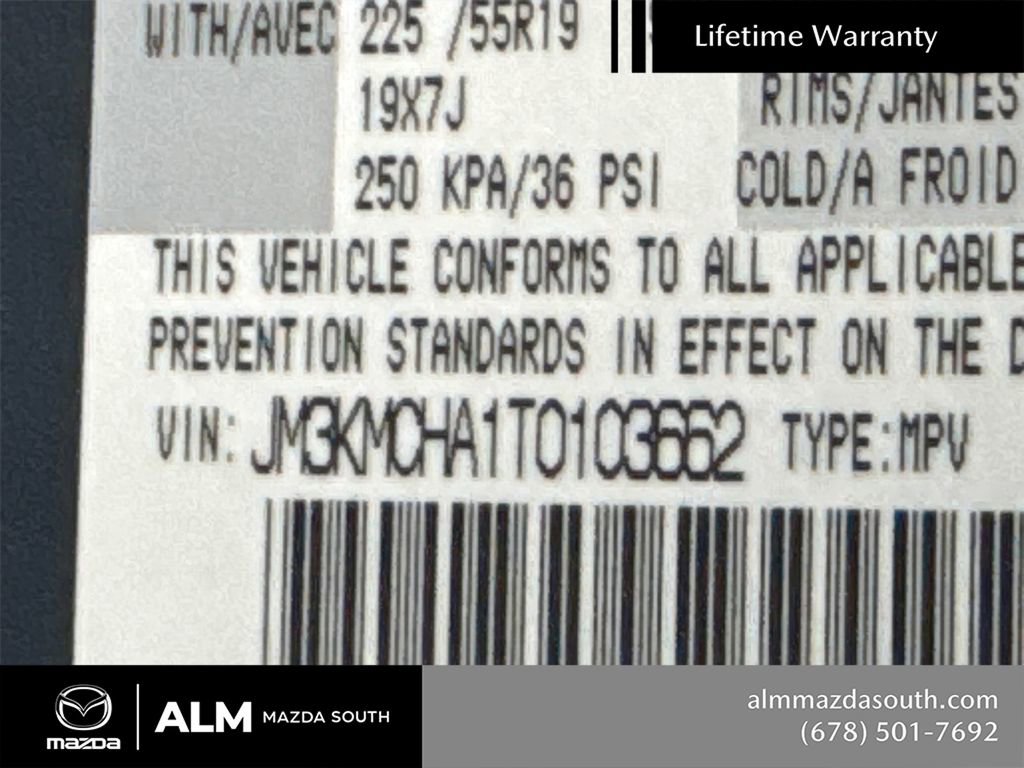 WITH/AVEC 225 /55R19
Lifetime Warranty
19X7J RIMS/JANTES
250 KPA/36 PSI COLD/A FROID
THIS VEHICLE CONFORMS TO ALL APPLICABLE
PREVENTION STANDARDS IN EFFECT ON THE D
VIN: JM3KMCHA1T0103662 TYPE:MPV
mazda
ALM MAZDA SOUTH
almmazdasouth.com
(678) 501-7692